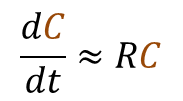 dC/dt ≈ RC